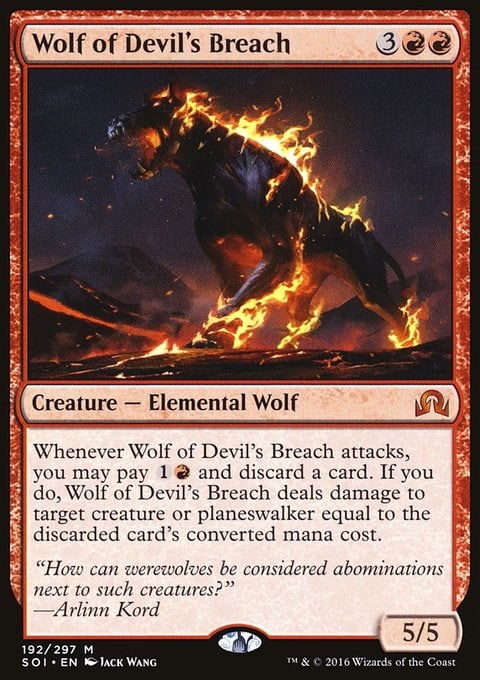 Wolf of Devil's Breach 3
Creature — Elemental Wolf
Whenever Wolf of Devil's Breach attacks,
you may pay 1 and discard a card. If you
do, Wolf of Devil's Breach deals damage to
target creature or planeswalker equal to the
discarded card's converted mana cost.
"How can werewolves be considered abominations
next to such creatures?"
—Arlinn Kord
5/5
192/297 M
SOI • EN Jack Wang ™ & © 2016 Wizards of the Coast